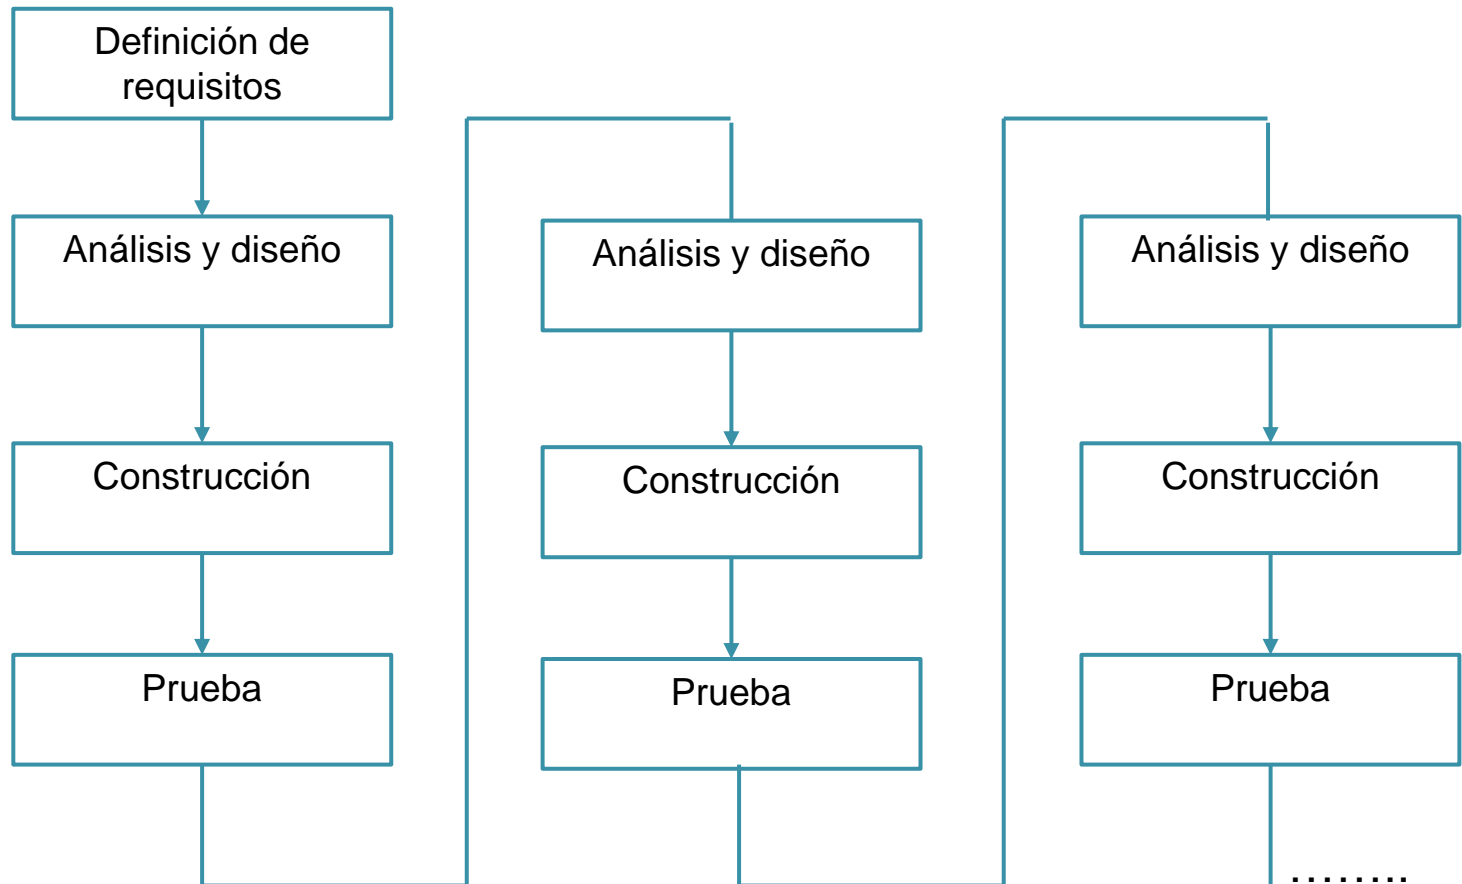 Definición de
requisitos
Análisis y diseño
Construcción
Prueba
Análisis y diseño
Construcción
Prueba
Análisis y diseño
Construcción
Prueba
……..